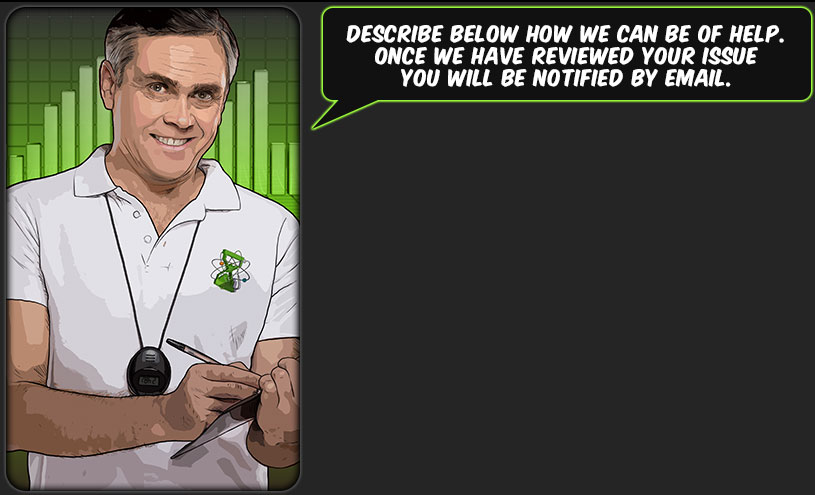 DESCRIBE BELOW HOW WE CAN BE OF HELP.
ONCE WE HAVE REVIEWED YOUR ISSUE
YOU WILL BE NOTIFIED BY EMAIL.